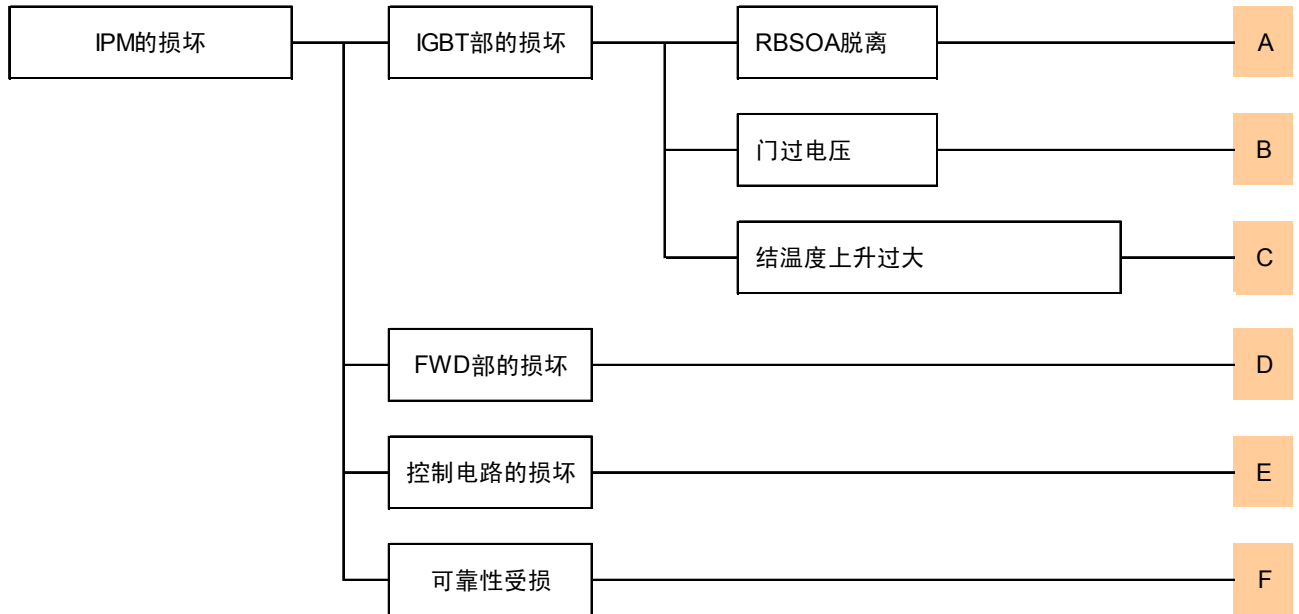 IPM的损坏
IGBT部的损坏
RBSOA脱离
A
门过电压
B
结温度上升过大
C
FWD部的损坏
D
控制电路的损坏
E
可靠性受损
F